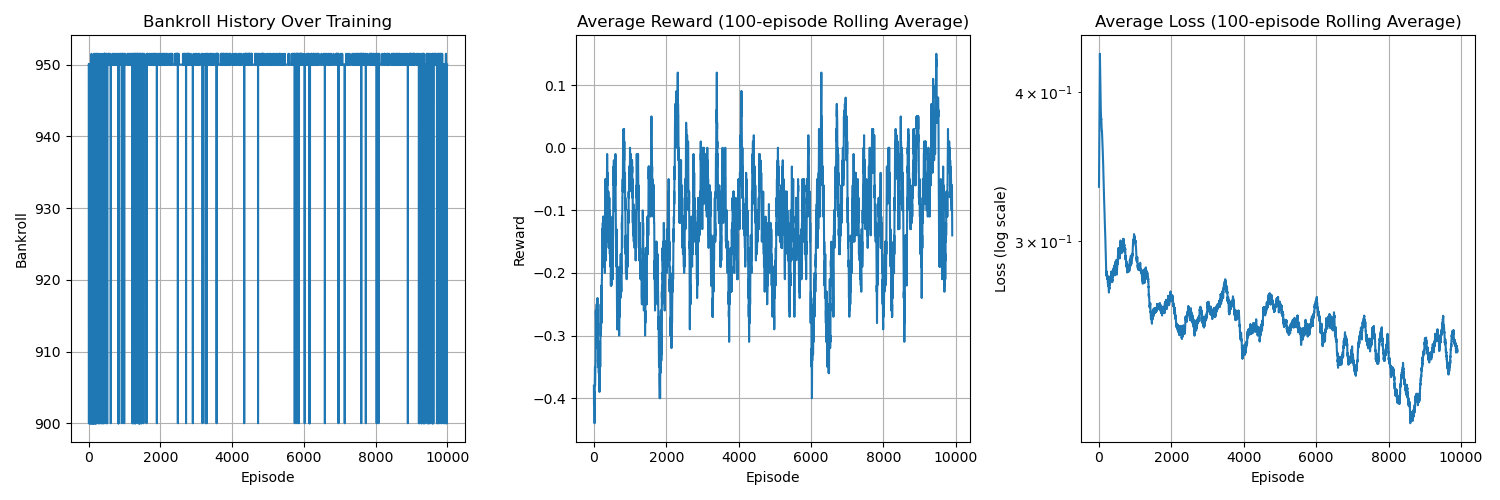 Bankroll History Over Training
950
940
930
920
910
900
Bankroll
0 2000 4000 6000 8000 10000
Episode
Average Reward (100-episode Rolling Average)
0.1
0.0
−0.1
−0.2
−0.3
−0.4
Reward
0 2000 4000 6000 8000 10000
Episode
Average Loss (100-episode Rolling Average)
4 × 10⁻¹
3 × 10⁻¹
Loss (log scale)
0 2000 4000 6000 8000 10000
Episode